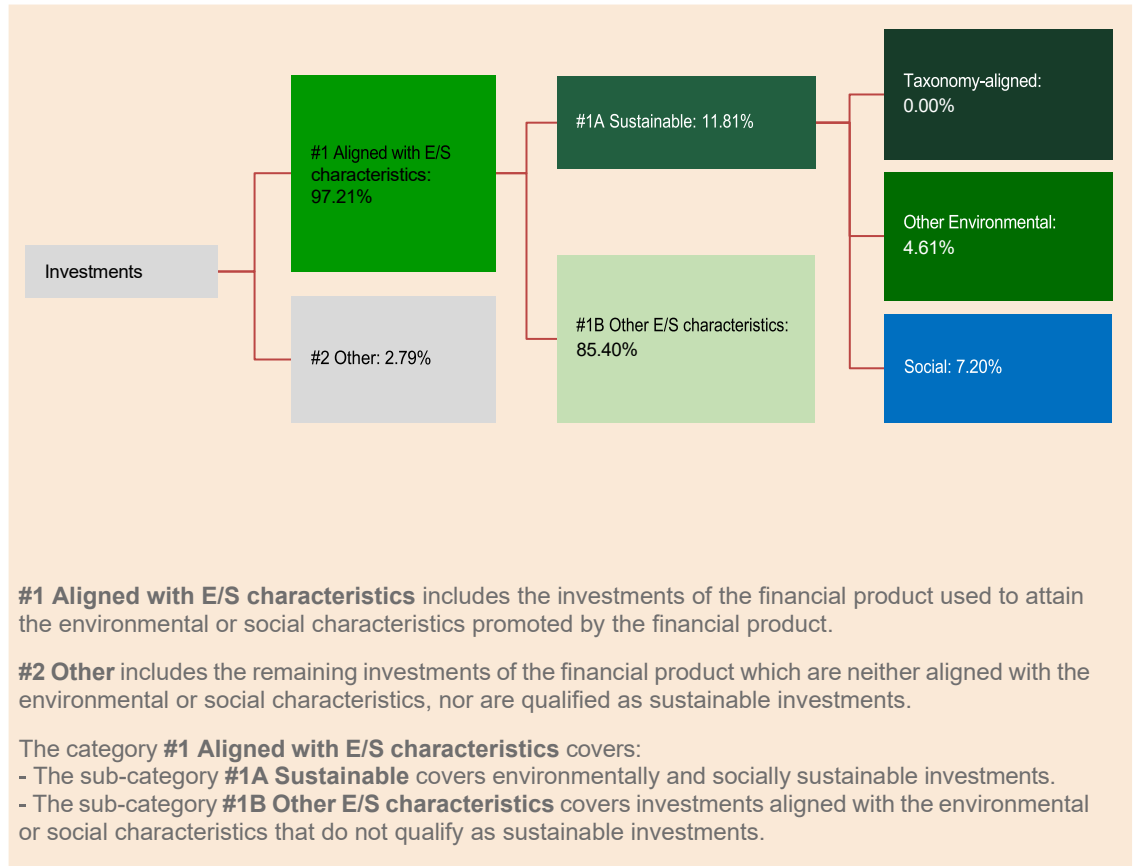 Investments
#1 Aligned with E/S
characteristics:
97.21%
#2 Other: 2.79%
#1A Sustainable: 11.81%
#1B Other E/S characteristics:
85.40%
Taxonomy-aligned:
0.00%
Other Environmental:
4.61%
Social: 7.20%
#1 Aligned with E/S characteristics includes the investments of the financial product used to attain
the environmental or social characteristics promoted by the financial product.
#2 Other includes the remaining investments of the financial product which are neither aligned with the
environmental or social characteristics, nor are qualified as sustainable investments.
The category #1 Aligned with E/S characteristics covers:
- The sub-category #1A Sustainable covers environmentally and socially sustainable investments.
- The sub-category #1B Other E/S characteristics covers investments aligned with the environmental
or social characteristics that do not qualify as sustainable investments.